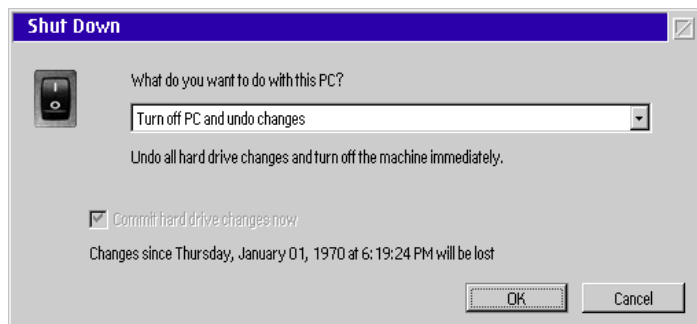 Shut Down
What do you want to do with this PC?
Turn off PC and undo changes
Undo all hard drive changes and turn off the machine immediately.
Commit hard drive changes now
Changes since Thursday, January 01, 1970 at 6:19:24 PM will be lost
OK Cancel